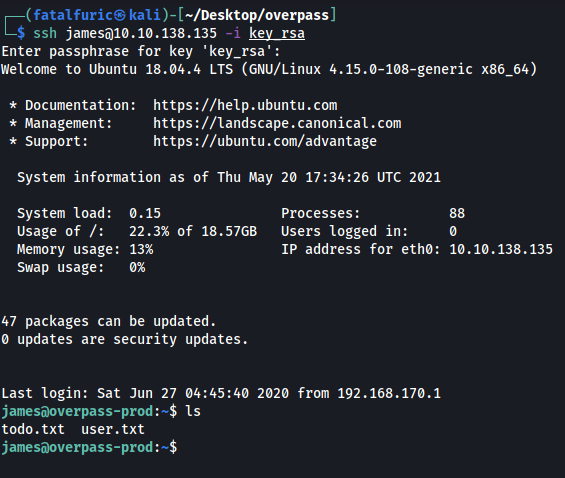 ┌──(fatalfuric㉿kali)-[~/Desktop/overpass]
└─$ ssh james@10.10.138.135 -i key_rsa
Enter passphrase for key 'key_rsa':
Welcome to Ubuntu 18.04.4 LTS (GNU/Linux 4.15.0-108-generic x86_64)

 * Documentation:  https://help.ubuntu.com
 * Management:     https://landscape.canonical.com
 * Support:        https://ubuntu.com/advantage

  System information as of Thu May 20 17:34:26 UTC 2021

  System load:  0.15               Processes:           88
  Usage of /:   22.3% of 18.57GB   Users logged in:     0
  Memory usage: 13%                IP address for eth0: 10.10.138.135
  Swap usage:   0%


47 packages can be updated.
0 updates are security updates.


Last login: Sat Jun 27 04:45:40 2020 from 192.168.170.1
james@overpass-prod:~$ ls
todo.txt  user.txt
james@overpass-prod:~$